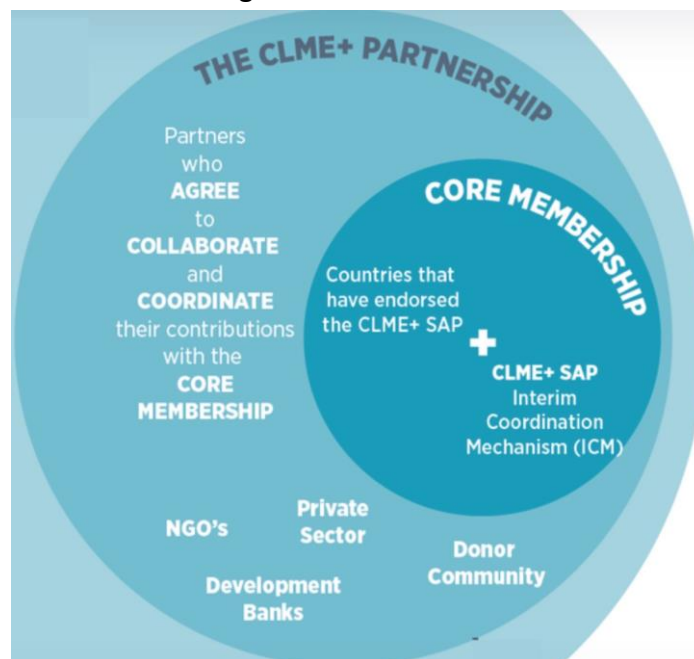 THE CLME+ PARTNERSHIP
Partners
who
AGREE
to
COLLABORATE
and
COORDINATE
their contributions
with the
CORE
MEMBERSHIP
CORE MEMBERSHIP
Countries that
have endorsed
the CLME+ SAP
+
CLME+ SAP
Interim
Coordination
Mechanism (ICM)
NGO's
Private
Sector
Development
Banks
Donor
Community